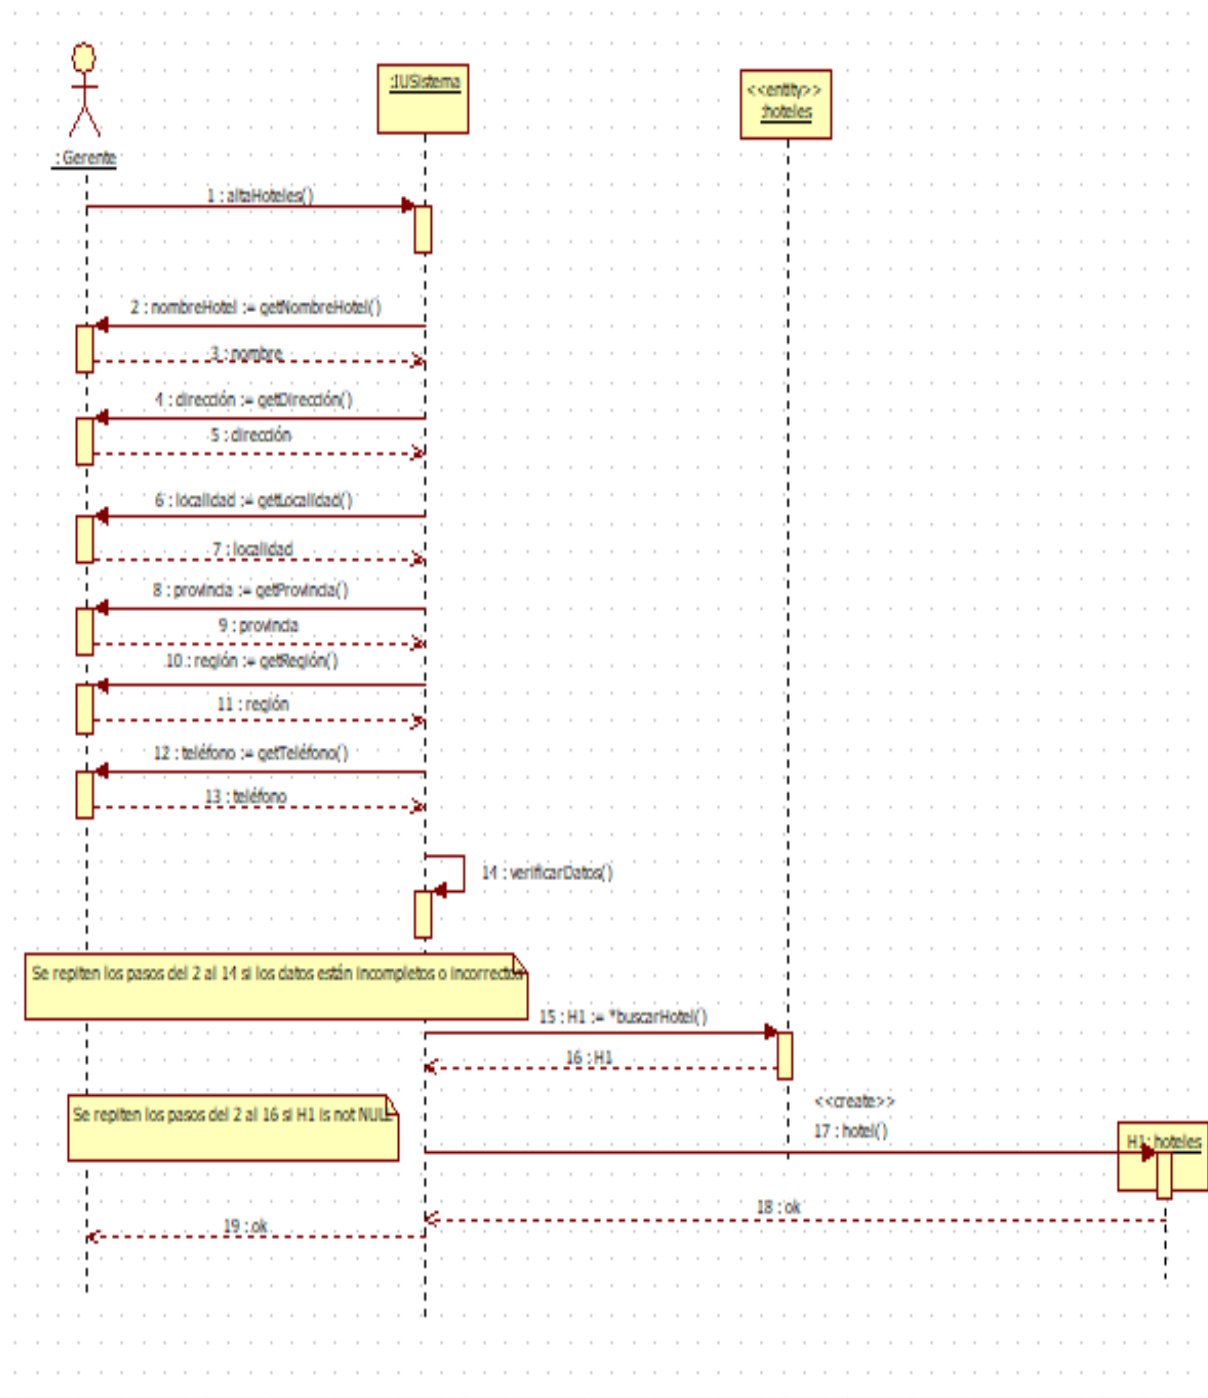 :IUSistema
<<entity>>
:hoteles
: Gerente
1 : altaHoteles()
2 : nombreHotel := getNombreHotel()
3 : nombre
4 : dirección := getDirección()
5 : dirección
6 : localidad := getLocalidad()
7 : localidad
8 : provincia := getProvincia()
9 : provincia
10 : región := getRegión()
11 : región
12 : teléfono := getTeléfono()
13 : teléfono
14 : verificarDatos()
Se repiten los pasos del 2 al 14 si los datos están incompletos o incorrectos
15 : H1 := *buscarHotel()
16 : H1
Se repiten los pasos del 2 al 16 si H1 is not NULL
<<create>>
17 : hotel()
H1: hoteles
18 : ok
19 : ok